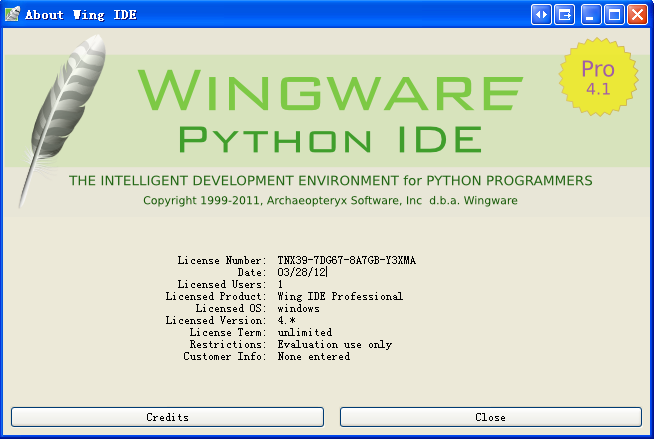 About Wing IDE
Pro
4.1
WINGWARE
PYTHON IDE
THE INTELLIGENT DEVELOPMENT ENVIRONMENT for PYTHON PROGRAMMERS
Copyright 1999-2011, Archaeopteryx Software, Inc d.b.a. Wingware
License Number: TNX39-7DG67-8A7GB-Y3XMA
Date: 03/28/12
Licensed Users: 1
Licensed Product: Wing IDE Professional
Licensed OS: windows
Licensed Version: 4.*
License Term: unlimited
Restrictions: Evaluation use only
Customer Info: None entered
Credits
Close